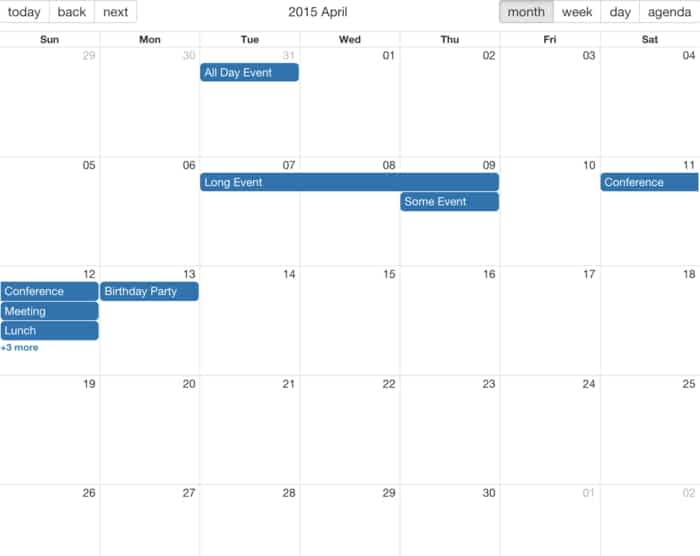 today back next 2015 April month week day agenda
Sun Mon Tue Wed Thu Fri Sat
29 30 31 01 02 03 04
All Day Event
05 06 07 08 09 10 11
Long Event Conference
Some Event
12 13 14 15 16 17 18
Conference Birthday Party
Meeting
Lunch
+3 more
19 20 21 22 23 24 25
26 27 28 29 30 01 02